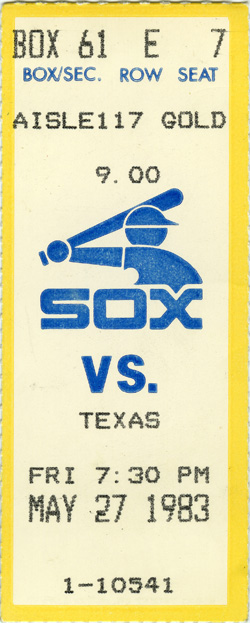 BOX 61 E 7
BOX/SEC. ROW SEAT
AISLE117 GOLD
9.00
SOX
VS.
TEXAS
FRI 7:30 PM
MAY 27 1983
1-10541